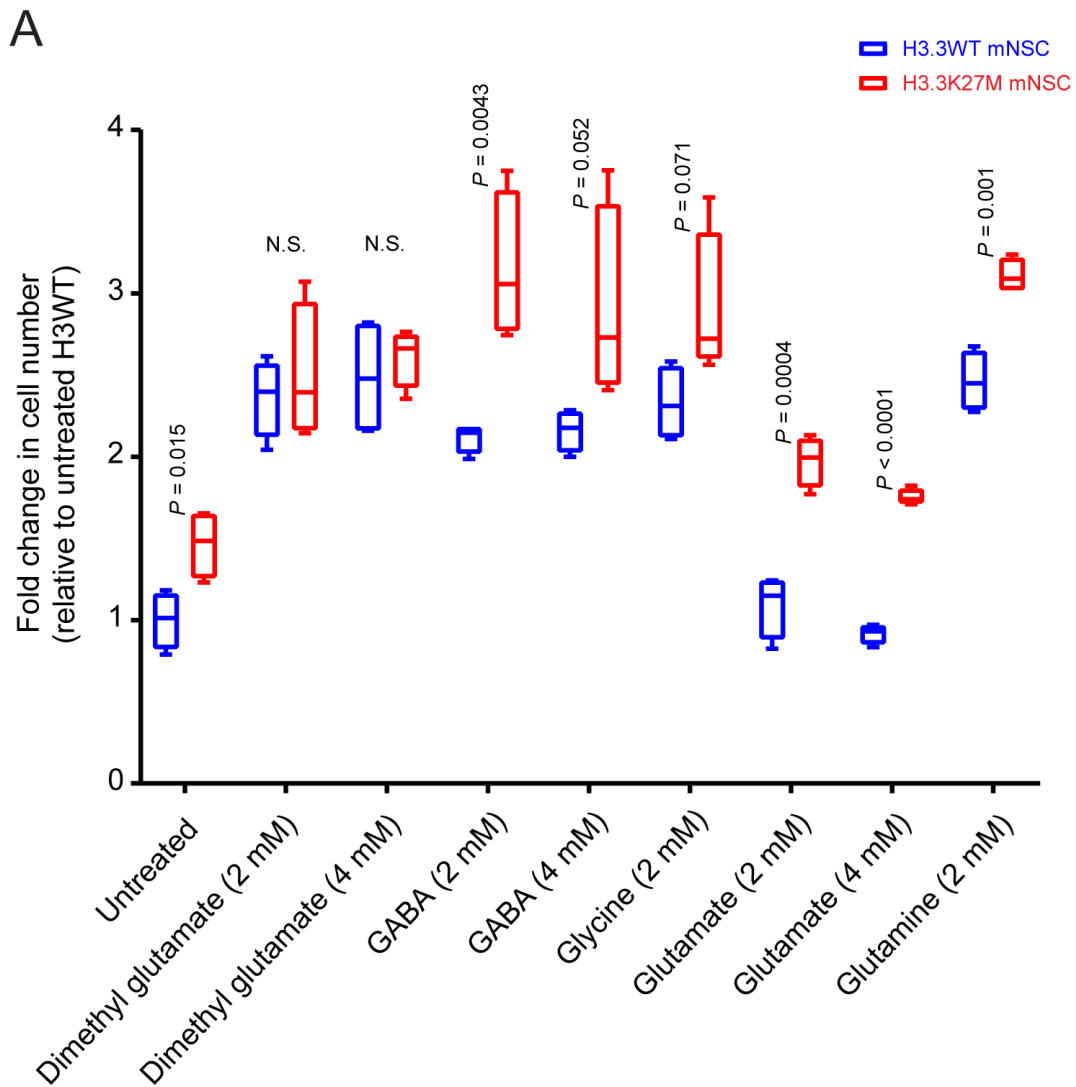 A
H3.3WT mNSC
H3.3K27M mNSC
Fold change in cell number
(relative to untreated H3WT)
4
3
2
1
0
P = 0.015
N.S.
N.S.
P = 0.0043
P = 0.052
P = 0.071
P = 0.0004
P < 0.0001
P = 0.001
Untreated
Dimethyl glutamate (2 mM)
Dimethyl glutamate (4 mM)
GABA (2 mM)
GABA (4 mM)
Glycine (2 mM)
Glutamate (2 mM)
Glutamate (4 mM)
Glutamine (2 mM)